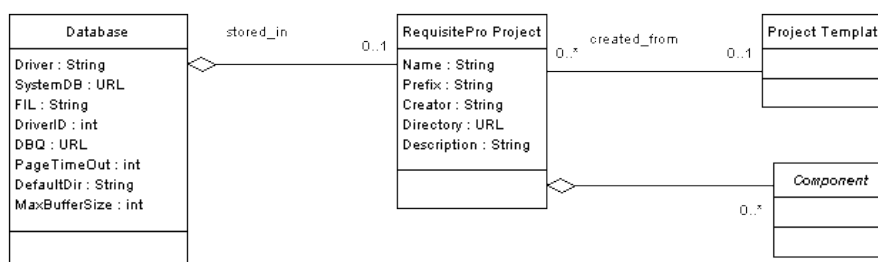 Database
Driver : String
SystemDB : URL
FIL : String
DriverID : int
DBQ : URL
PageTimeOut : int
DefaultDir : String
MaxBufferSize : int
stored_in
0..1
RequisitePro Project
Name : String
Prefix : String
Creator : String
Directory : URL
Description : String
0..*
created_from
0..1
Project Templat
Component
0..*